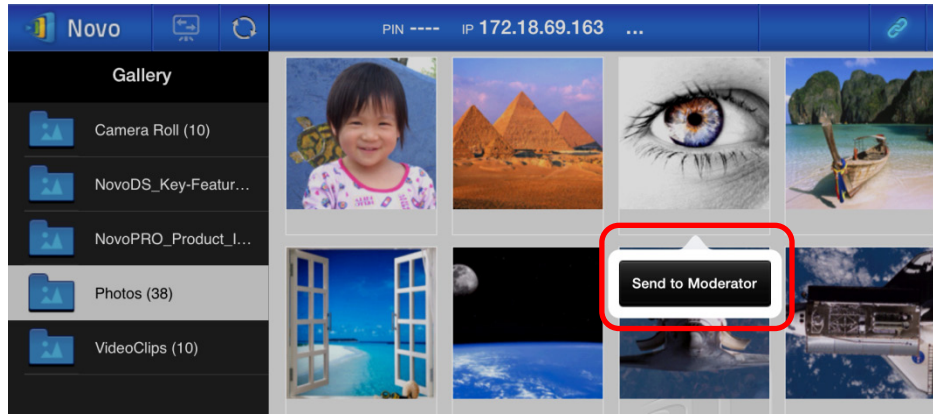 Novo
PIN ---- IP 172.18.69.163 ...
Gallery
Camera Roll (10)
NovoDS_Key-Featur...
NovoPRO_Product_I...
Photos (38)
VideoClips (10)
Send to Moderator